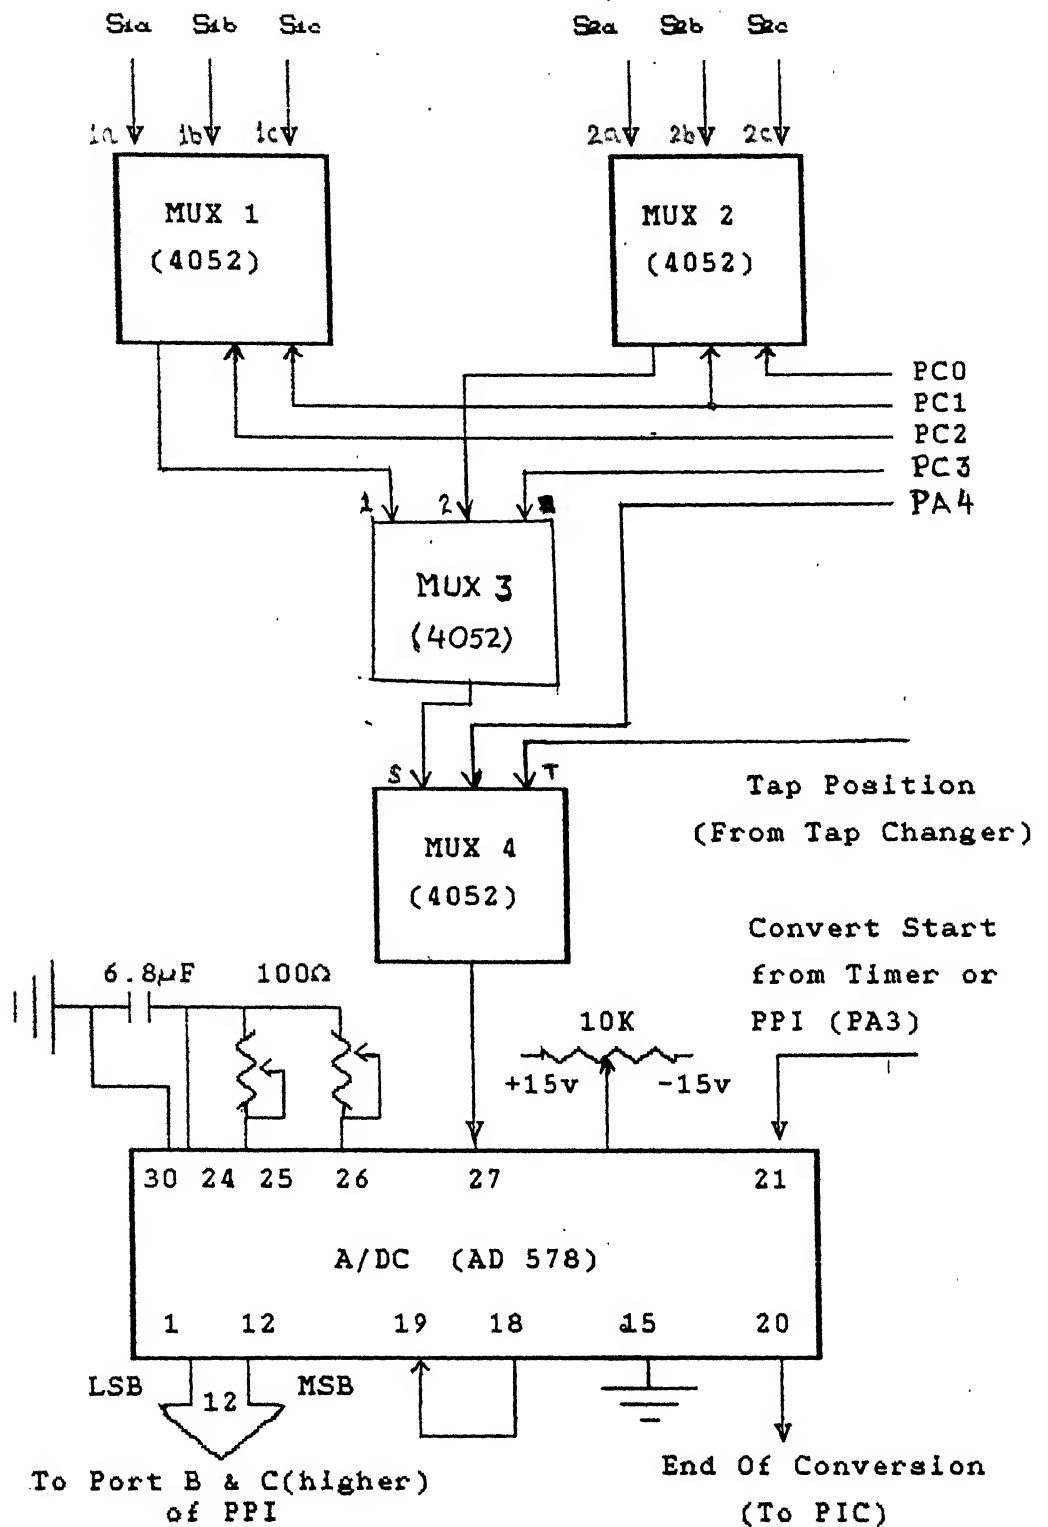 S1a S1b S1c S2a S2b S2c
1a 1b 1c 2a 2b 2c
MUX 1
(4052)
MUX 2
(4052)
PC0
PC1
PC2
PC3
PA4
1 2
MUX 3
(4052)
S T
MUX 4
(4052)
Tap Position
(From Tap Changer)
Convert Start
from Timer or
PPI (PA3)
6.8µF 100Ω
10K
+15v -15v
30 24 25 26 27 21
A/DC (AD 578)
1 12 19 18 15 20
LSB 12 MSB
To Port B & C(higher)
of PPI
End Of Conversion
(To PIC)